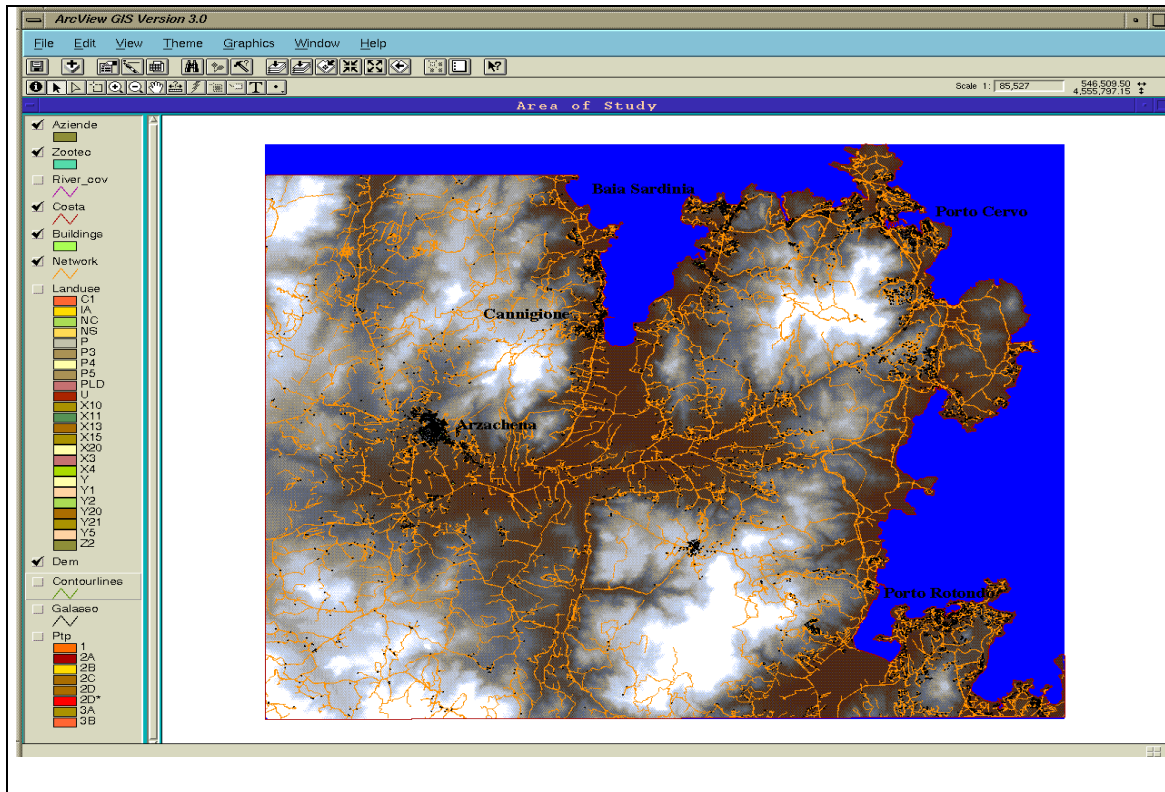 ArcView GIS Version 3.0
File Edit View Theme Graphics Window Help
Scale 1: 85,527
546,509.50
4,555,797.15
Area of Study
Aziende
Zootec
River_cov
Costa
Buildings
Network
Landuse
C1
IA
NC
NS
P
P3
P4
P5
PLD
U
X10
X11
X13
X15
X20
X3
X4
Y
Y1
Y2
Y20
Y21
Y5
Z2
Dem
Contourlines
Galasso
Ptp
1
2A
2B
2C
2D
2D*
3A
3B
Baia Sardinia
Porto Cervo
Cannigione
Arzachena
Porto Rotondo